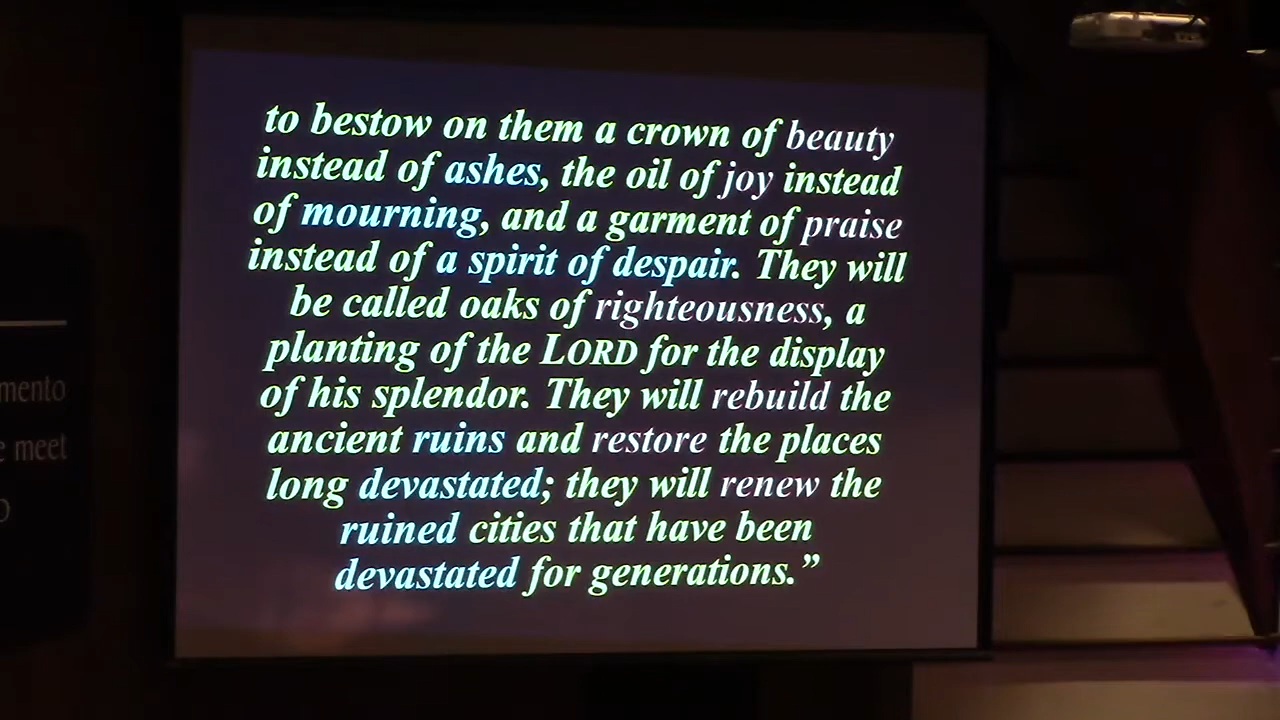 to bestow on them a crown of beauty
instead of ashes, the oil of joy instead
of mourning, and a garment of praise
instead of a spirit of despair. They will
be called oaks of righteousness, a
planting of the LORD for the display
of his splendor. They will rebuild the
ancient ruins and restore the places
long devastated; they will renew the
ruined cities that have been
devastated for generations.”
mento
e meet
o